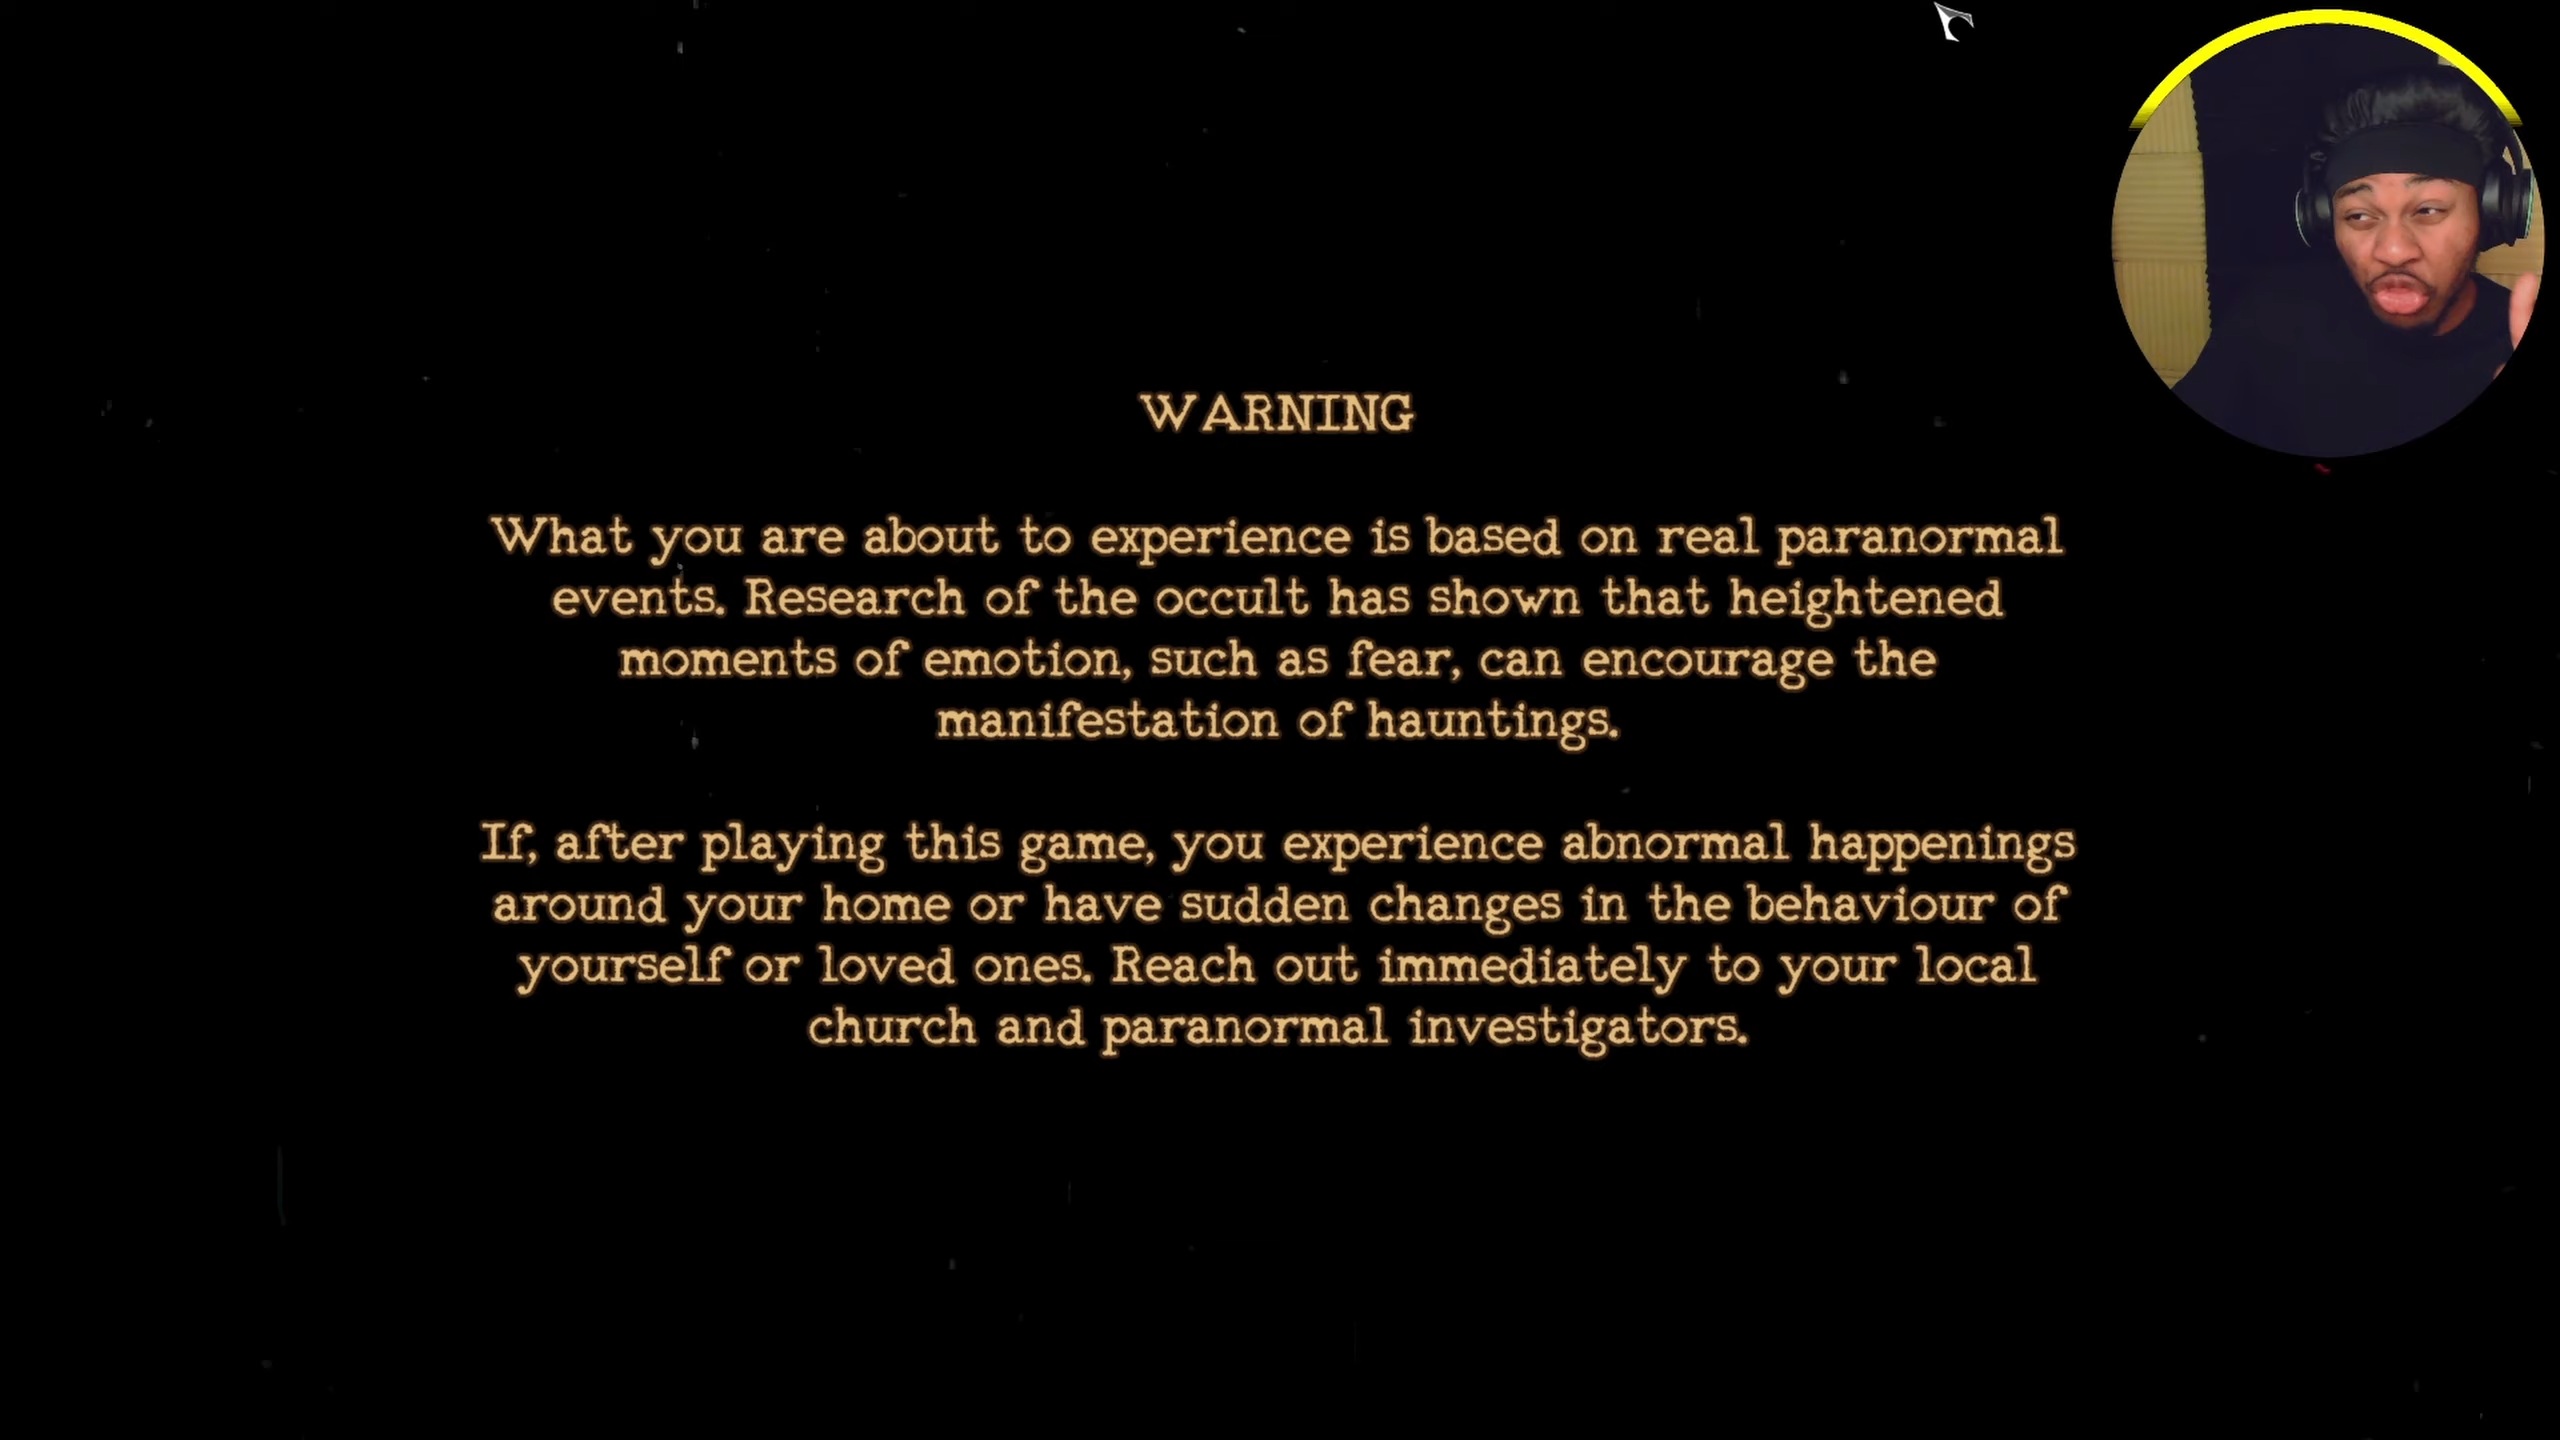 WARNING
What you are about to experience is based on real paranormal
events. Research of the occult has shown that heightened
moments of emotion, such as fear, can encourage the
manifestation of hauntings.
If, after playing this game, you experience abnormal happenings
around your home or have sudden changes in the behaviour of
yourself or loved ones. Reach out immediately to your local
church and paranormal investigators.